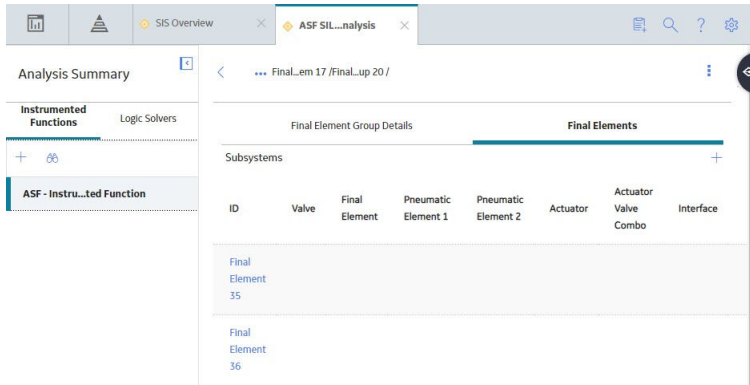 SIS Overview
ASF SIL...nalysis
Analysis Summary
... Final...em 17 /Final...up 20 /
Instrumented
Functions
Logic Solvers
Final Element Group Details
Final Elements
Subsystems
ASF - Instru...ted Function
ID
Valve
Final
Element
Pneumatic
Element 1
Pneumatic
Element 2
Actuator
Actuator
Valve
Combo
Interface
Final
Element
35
Final
Element
36